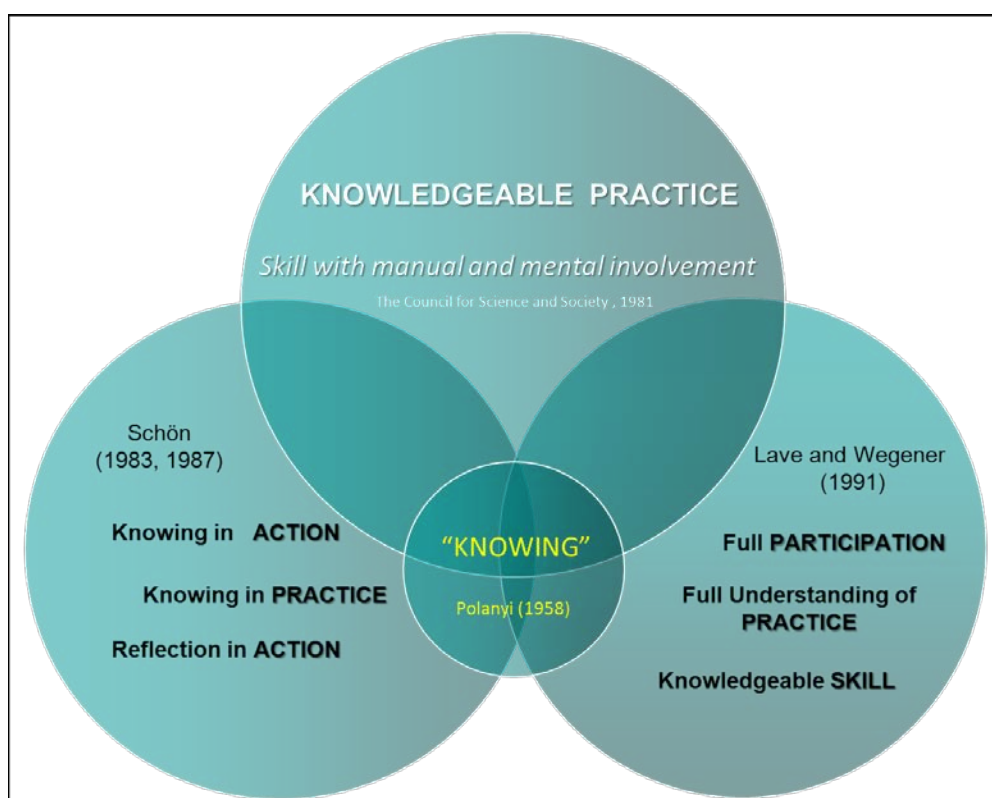 KNOWLEDGEABLE PRACTICE
Skill with manual and mental involvement
The Council for Science and Society , 1981
Schön
(1983, 1987)
Knowing in ACTION
Knowing in PRACTICE
Reflection in ACTION
“KNOWING”
Polanyi (1958)
Lave and Wegener
(1991)
Full PARTICIPATION
Full Understanding of
PRACTICE
Knowledgeable SKILL